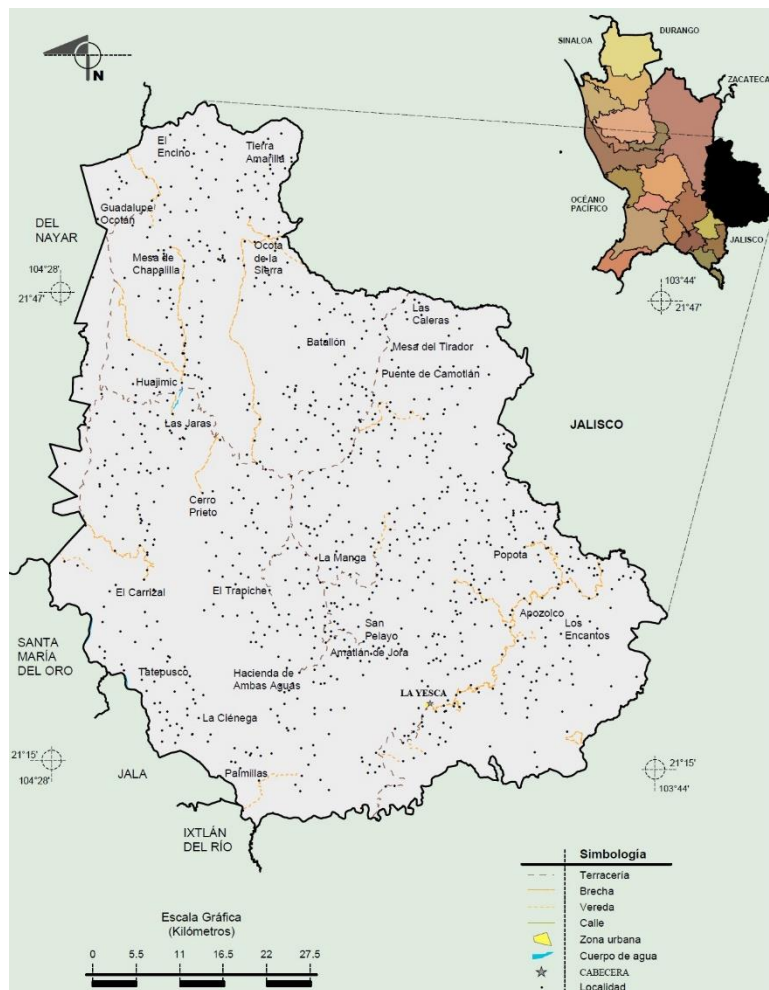 N
SINALOA
DURANGO
ZACATECA
OCÉANO
PACÍFICO
JALISCO
103°44'
21°47'
DEL
NAYAR
104°28'
21°47'
El
Encino
Tierra
Amarilla
Guadalupe
Ocotán
Mesa de
Chapalilla
Ocota
de la
Sierra
Las
Caleras
Batallón
Mesa del Tirador
Puente de Camotlán
Huajimic
Las Jaras
JALISCO
Cerro
Prieto
La Manga
Popota
El Carrizal
El Trapiche
Apozolco
San
Pelayo
Los
Encantos
Amatlán de Jora
SANTA
MARÍA
DEL ORO
Tatepusco
Hacienda de
Ambas Aguas
LA YESCA
La Ciénega
21°15'
104°28'
JALA
Palmillas
21°15'
103°44'
IXTLÁN
DEL RÍO
Simbología
Terracería
Brecha
Vereda
Calle
Zona urbana
Cuerpo de agua
CABECERA
Localidad
Escala Gráfica
(Kilómetros)
0 5.5 11 16.5 22 27.5